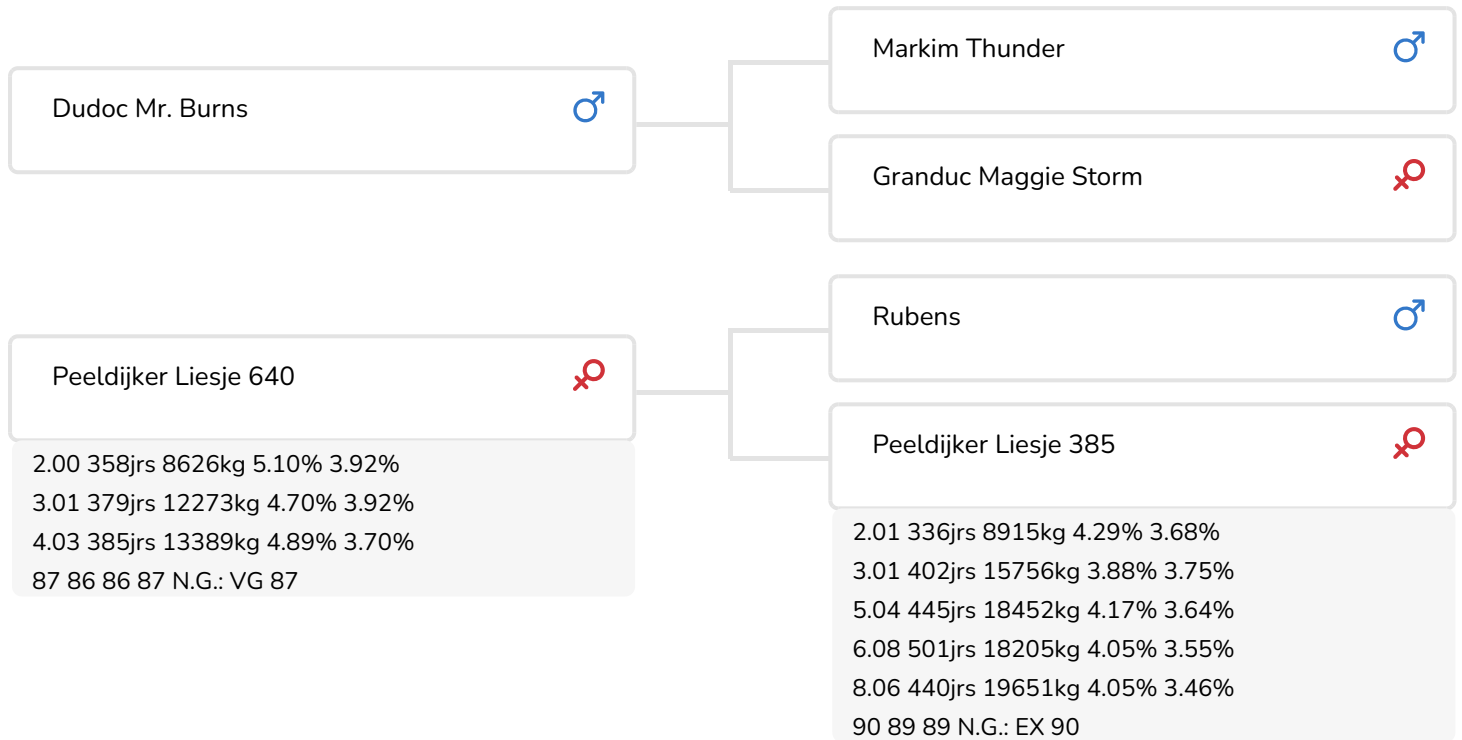 Dudoc Mr. Burns
Markim Thunder
Granduc Maggie Storm
Peeldijker Liesje 640
2.00 358jrs 8626kg 5.10% 3.92%
3.01 379jrs 12273kg 4.70% 3.92%
4.03 385jrs 13389kg 4.89% 3.70%
87 86 86 87 N.G.: VG 87
Rubens
Peeldijker Liesje 385
2.01 336jrs 8915kg 4.29% 3.68%
3.01 402jrs 15756kg 3.88% 3.75%
5.04 445jrs 18452kg 4.17% 3.64%
6.08 501jrs 18205kg 4.05% 3.55%
8.06 440jrs 19651kg 4.05% 3.46%
90 89 89 N.G.: EX 90